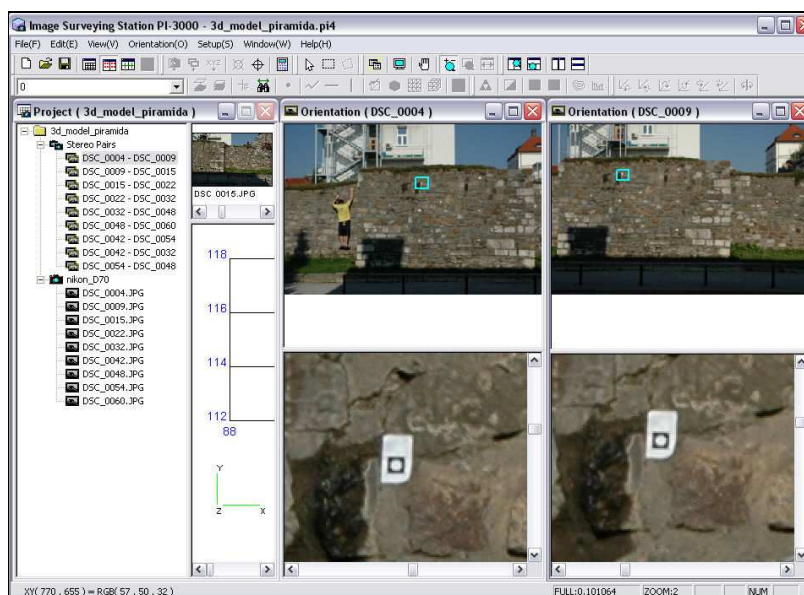 Image Surveying Station PI-3000 - 3d_model_piramida.pi4
File(F) Edit(E) View(V) Orientation(O) Setup(S) Window(W) Help(H)
0
Project ( 3d_model_piramida )
3d_model_piramida
Stereo Pairs
DSC_0004 - DSC_0009
DSC_0009 - DSC_0015
DSC_0015 - DSC_0022
DSC_0022 - DSC_0032
DSC_0032 - DSC_0048
DSC_0048 - DSC_0060
DSC_0042 - DSC_0054
DSC_0042 - DSC_0032
DSC_0054 - DSC_0048
nikon_D70
DSC_0004.JPG
DSC_0009.JPG
DSC_0015.JPG
DSC_0022.JPG
DSC_0032.JPG
DSC_0042.JPG
DSC_0048.JPG
DSC_0054.JPG
DSC_0060.JPG
DSC_0015.JPG
118
116
114
112
88
Y
Z X
Orientation ( DSC_0004 )
Orientation ( DSC_0009 )
XY( 770 , 655 ) = RGB( 57 , 50 , 32 )
FULL:0.101064 ZOOM:2 NUM